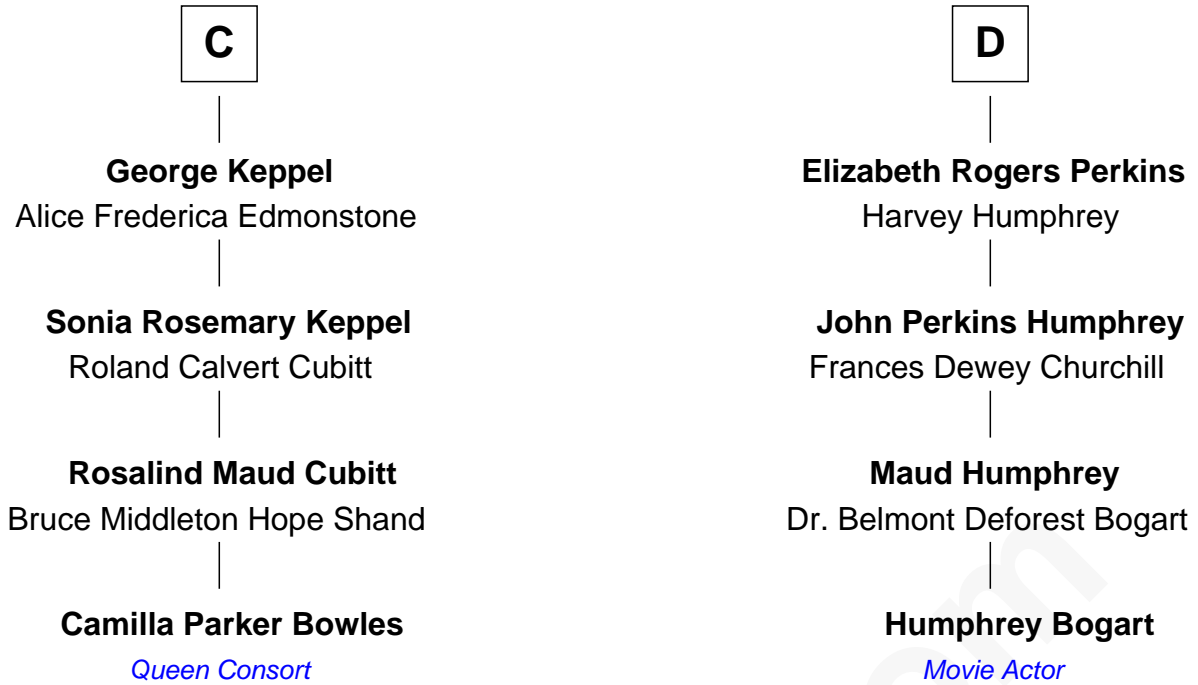 C
George Keppel
Alice Frederica Edmonstone
Sonia Rosemary Keppel
Roland Calvert Cubitt
Rosalind Maud Cubitt
Bruce Middleton Hope Shand
Camilla Parker Bowles
Queen Consort
D
Elizabeth Rogers Perkins
Harvey Humphrey
John Perkins Humphrey
Frances Dewey Churchill
Maud Humphrey
Dr. Belmont Deforest Bogart
Humphrey Bogart
Movie Actor